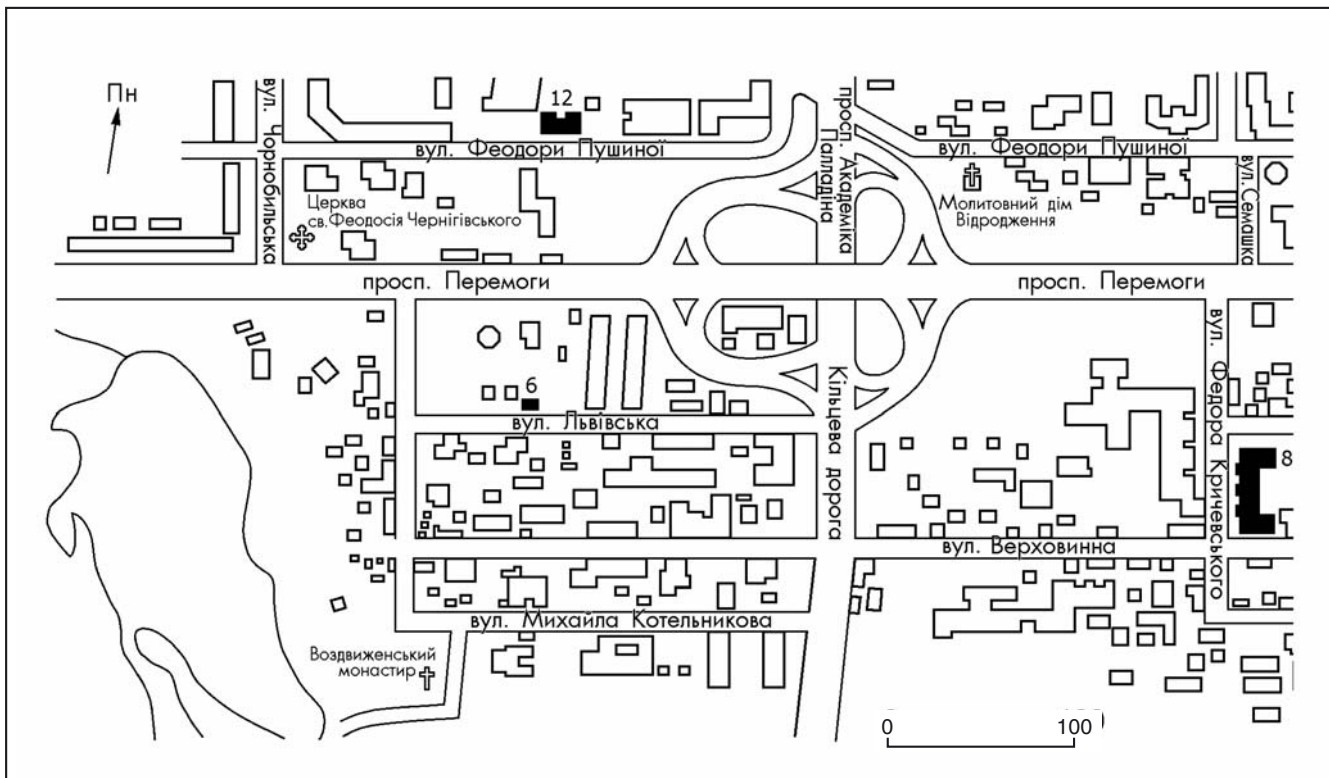 Пн
12
вул. Чорнобильська
вул. Феодори Пушиної
просп. Академіка
Палладіна
вул. Феодори Пушиної
вул. Семашка
Церква
св. Феодосія Чернігівського
Молитовний дім
Відродження
просп. Перемоги
просп. Перемоги
6
вул. Львівська
Кільцева дорога
вул. Федора Кричевського
8
вул. Верховинна
вул. Михайла Котельникова
Воздвиженський
монастир
0
100